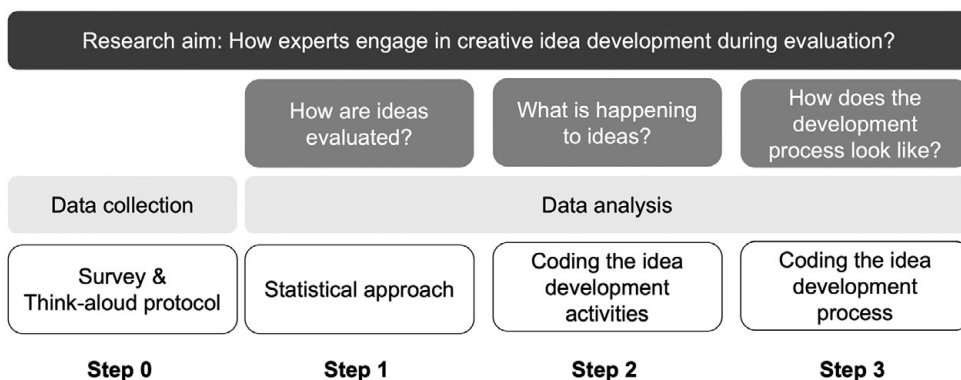 Research aim: How experts engage in creative idea development during evaluation?
How are ideas
evaluated?
What is happening
to ideas?
How does the
development
process look like?
Data collection
Data analysis
Survey &
Think-aloud protocol
Statistical approach
Coding the idea
development
activities
Coding the idea
development
process
Step 0
Step 1
Step 2
Step 3